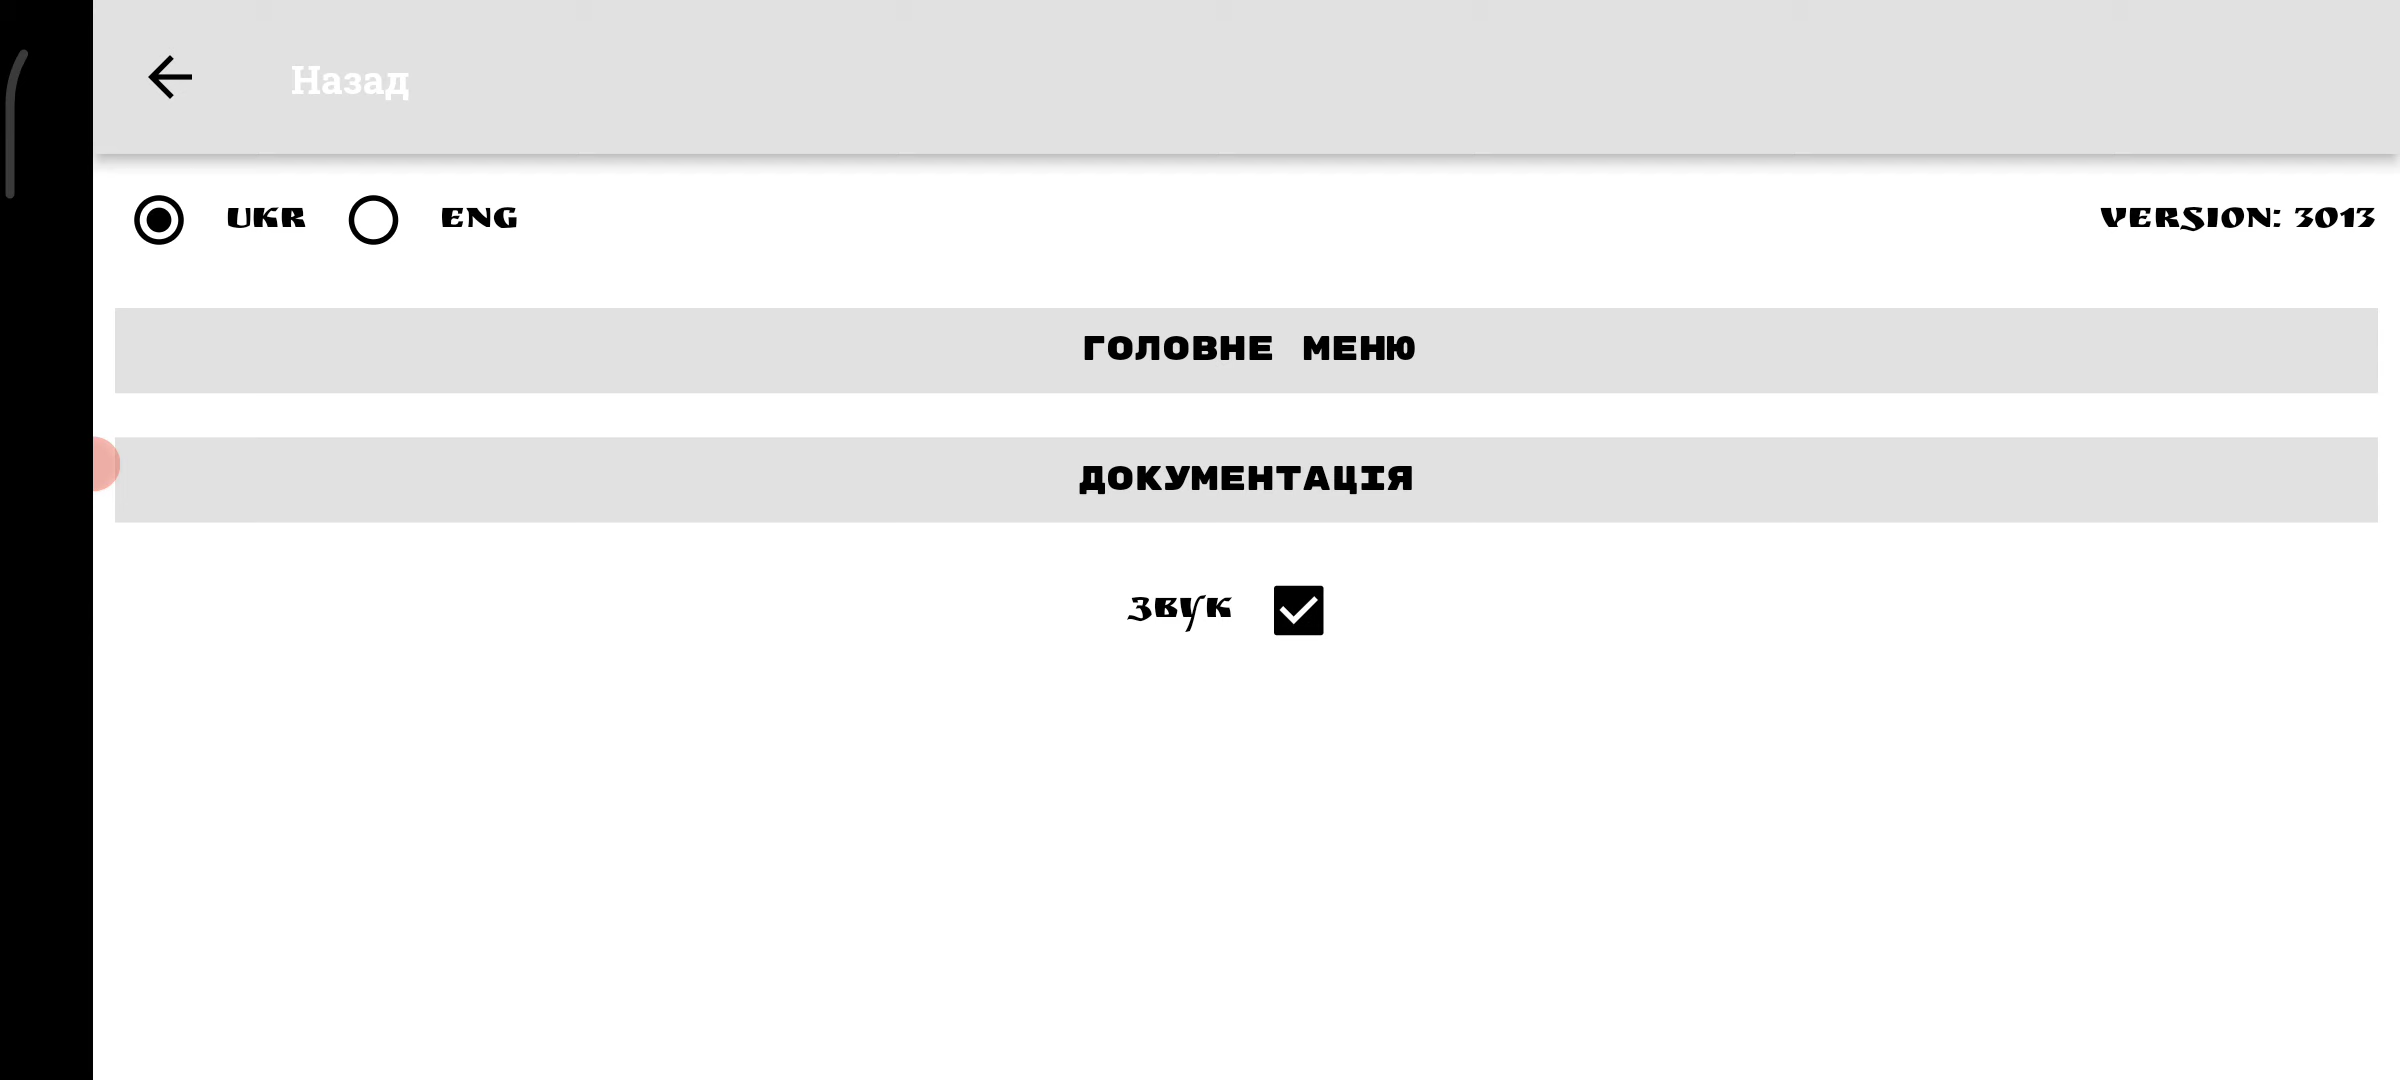 Назад
UKR ENG VERSION: 3013
ГОЛОВНЕ МЕНЮ
ДОКУМЕНТАЦІЯ
ЗВУК